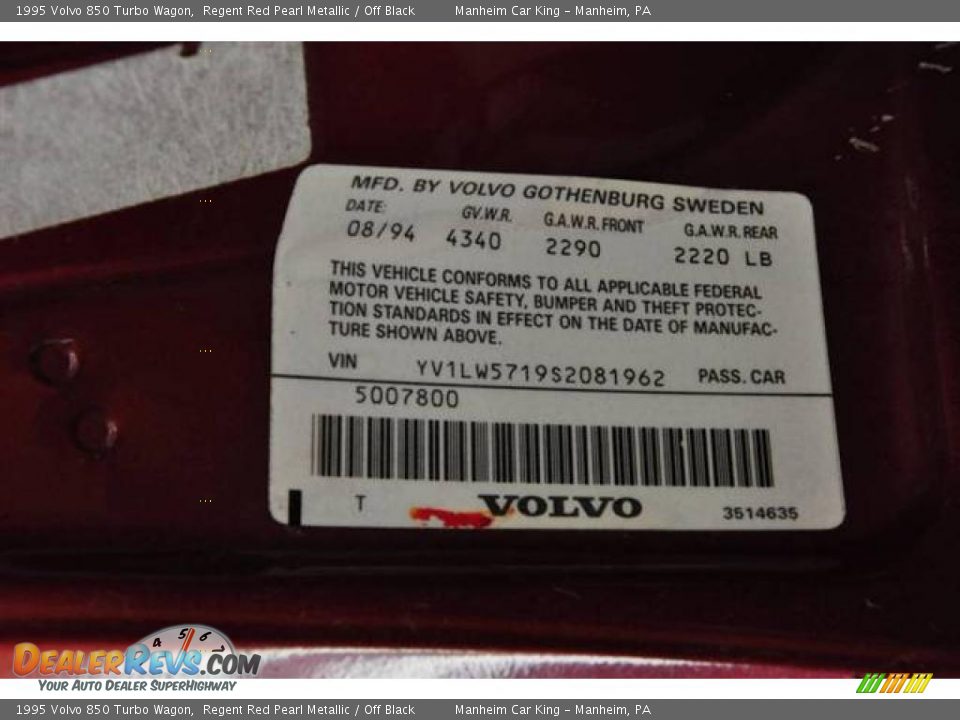 1995 Volvo 850 Turbo Wagon, Regent Red Pearl Metallic / Off Black Manheim Car King – Manheim, PA
MFD. BY VOLVO GOTHENBURG SWEDEN
DATE: GV.W.R. G.A.W.R. FRONT G.A.W.R. REAR
08/94 4340 2290 2220 LB
THIS VEHICLE CONFORMS TO ALL APPLICABLE FEDERAL
MOTOR VEHICLE SAFETY, BUMPER AND THEFT PROTEC-
TION STANDARDS IN EFFECT ON THE DATE OF MANUFAC-
TURE SHOWN ABOVE.
VIN YV1LW5719S2081962 PASS. CAR
5007800
T VOLVO 3514635
4 5 6
DEALERREVS.COM
YOUR AUTO DEALER SUPERHIGHWAY
1995 Volvo 850 Turbo Wagon, Regent Red Pearl Metallic / Off Black Manheim Car King – Manheim, PA